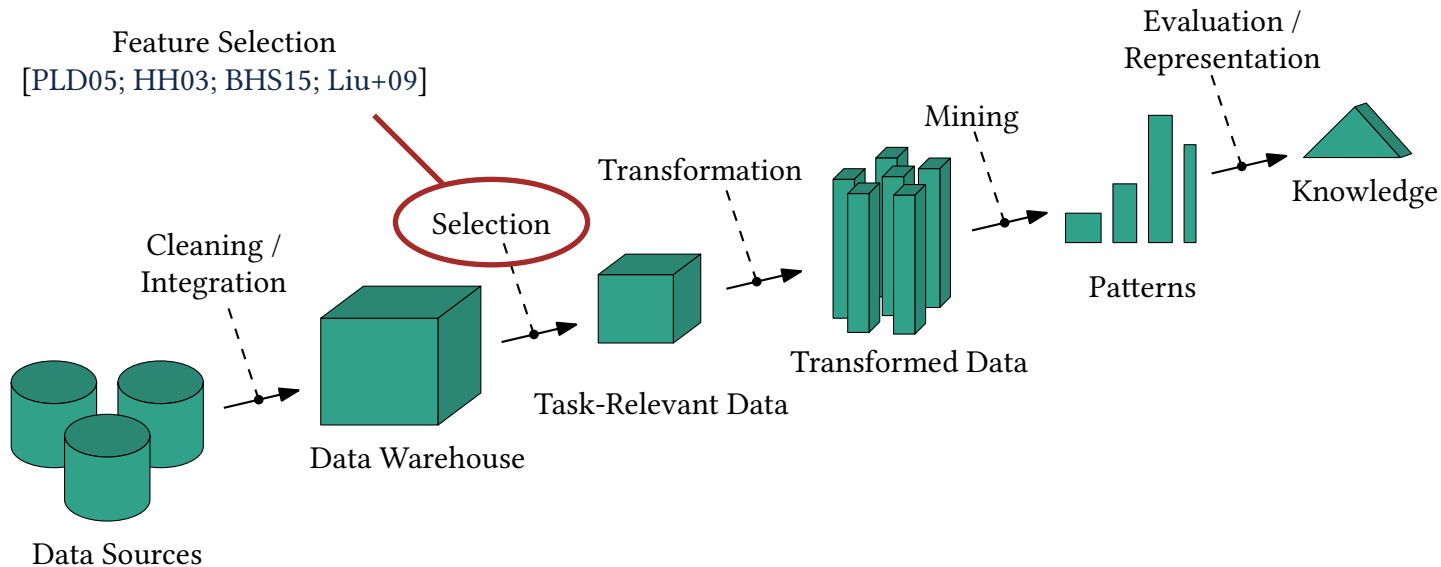 Feature Selection
[PLD05; HH03; BHS15; Liu+09]
Evaluation /
Representation
Mining
Transformation
Selection
Cleaning /
Integration
Knowledge
Patterns
Transformed Data
Task-Relevant Data
Data Warehouse
Data Sources